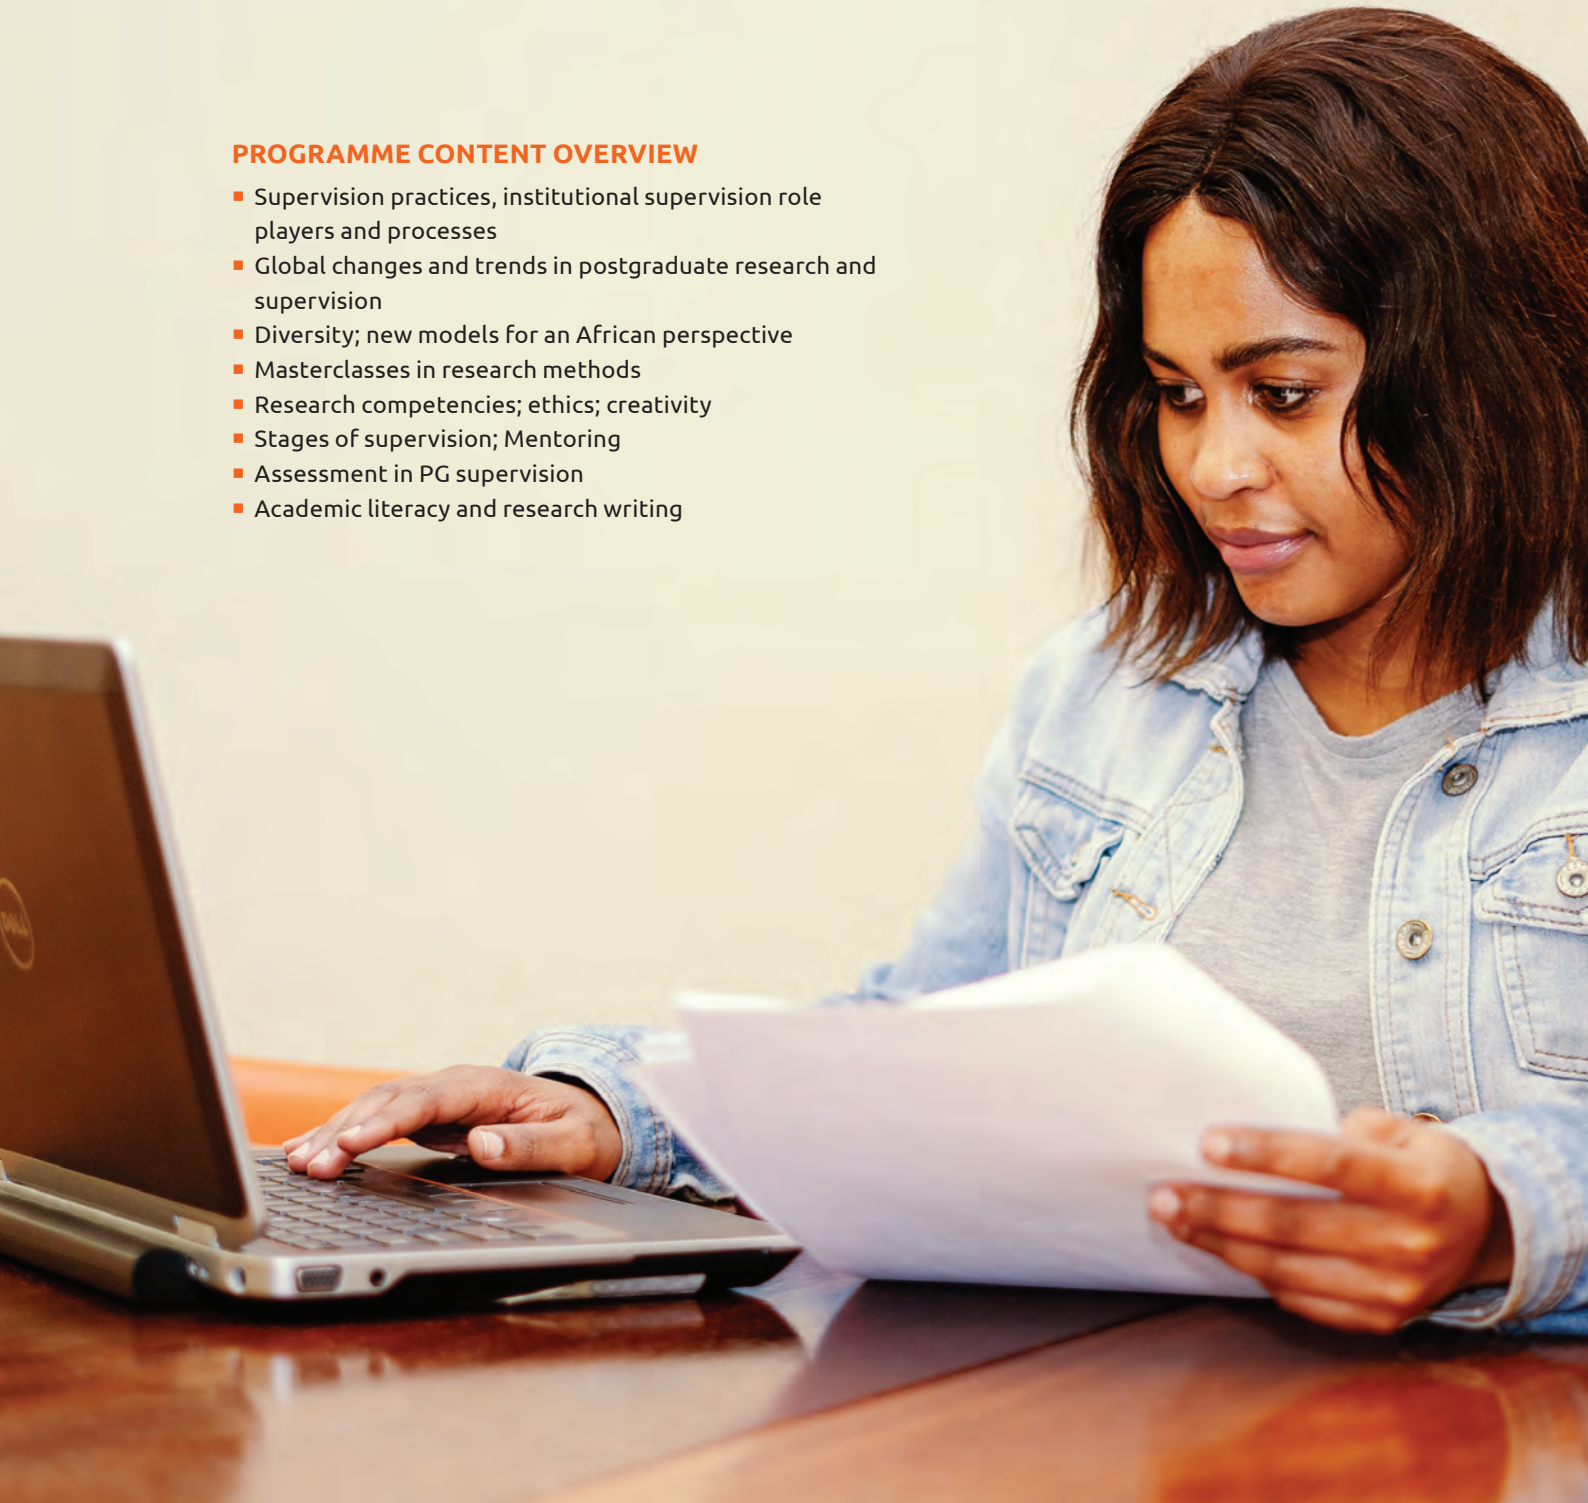 PROGRAMME CONTENT OVERVIEW
▪ Supervision practices, institutional supervision role
players and processes
▪ Global changes and trends in postgraduate research and
supervision
▪ Diversity; new models for an African perspective
▪ Masterclasses in research methods
▪ Research competencies; ethics; creativity
▪ Stages of supervision; Mentoring
▪ Assessment in PG supervision
▪ Academic literacy and research writing
DELL